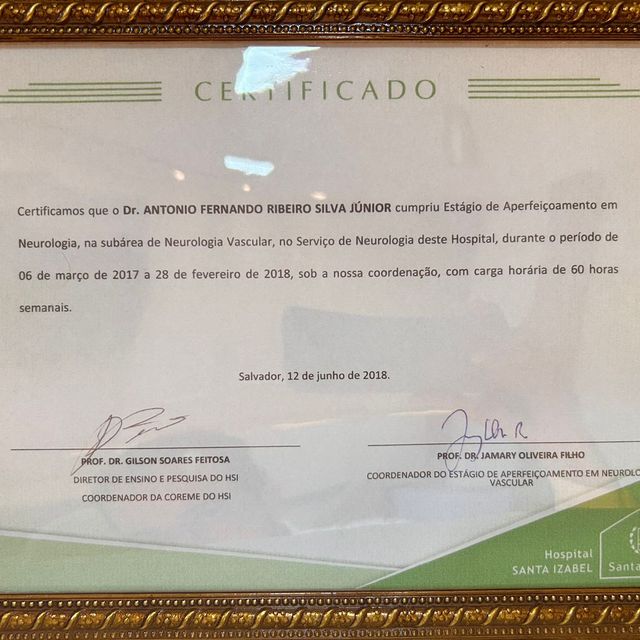 CERTIFICADO
Certificamos que o Dr. ANTONIO FERNANDO RIBEIRO SILVA JÚNIOR cumpriu Estágio de Aperfeiçoamento em
Neurologia, na subárea de Neurologia Vascular, no Serviço de Neurologia deste Hospital, durante o período de
06 de março de 2017 a 28 de fevereiro de 2018, sob a nossa coordenação, com carga horária de 60 horas
semanais.
Salvador, 12 de junho de 2018.
PROF. DR. GILSON SOARES FEITOSA
DIRETOR DE ENSINO E PESQUISA DO HSI
COORDENADOR DA COREME DO HSI
PROF. DR. JAMARY OLIVEIRA FILHO
COORDENADOR DO ESTÁGIO DE APERFEIÇOAMENTO EM NEUROLO
VASCULAR
Hospital
SANTA IZABEL
Santa